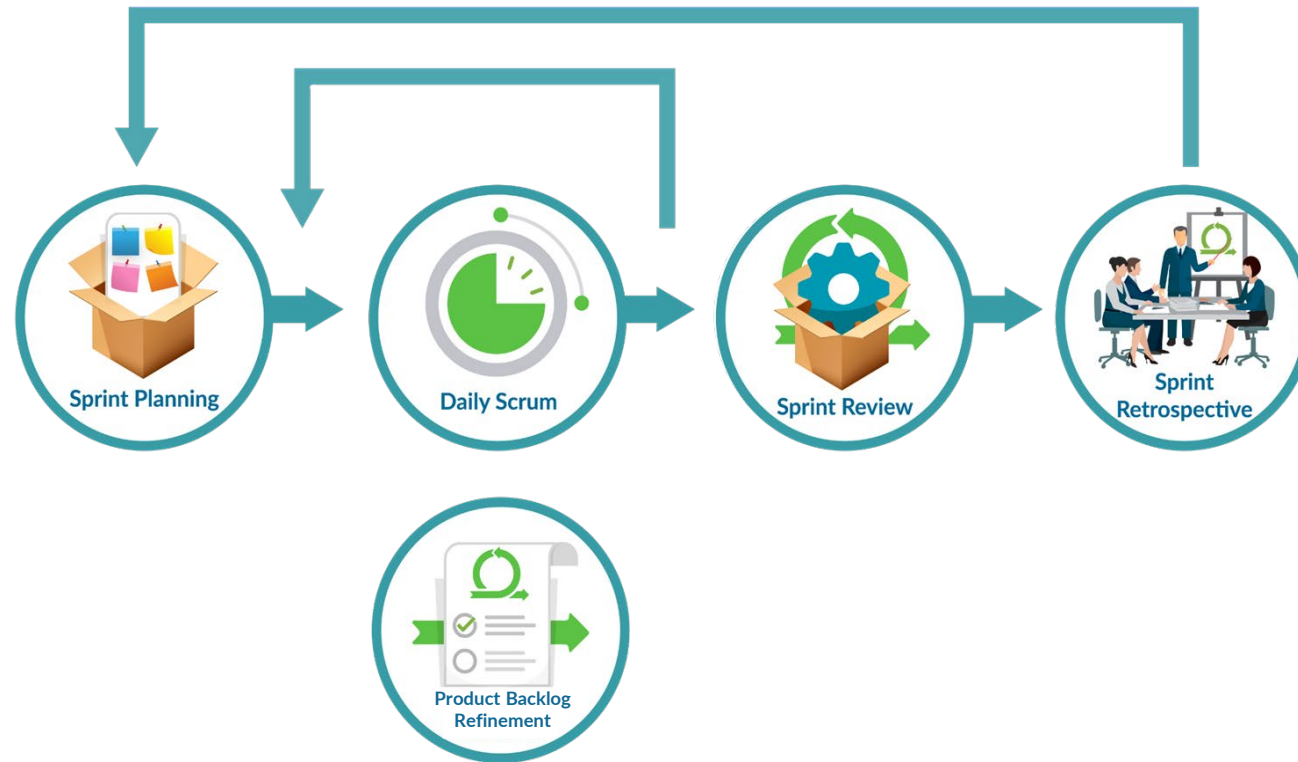 Sprint Planning
Daily Scrum
Sprint Review
Sprint
Retrospective
Product Backlog
Refinement